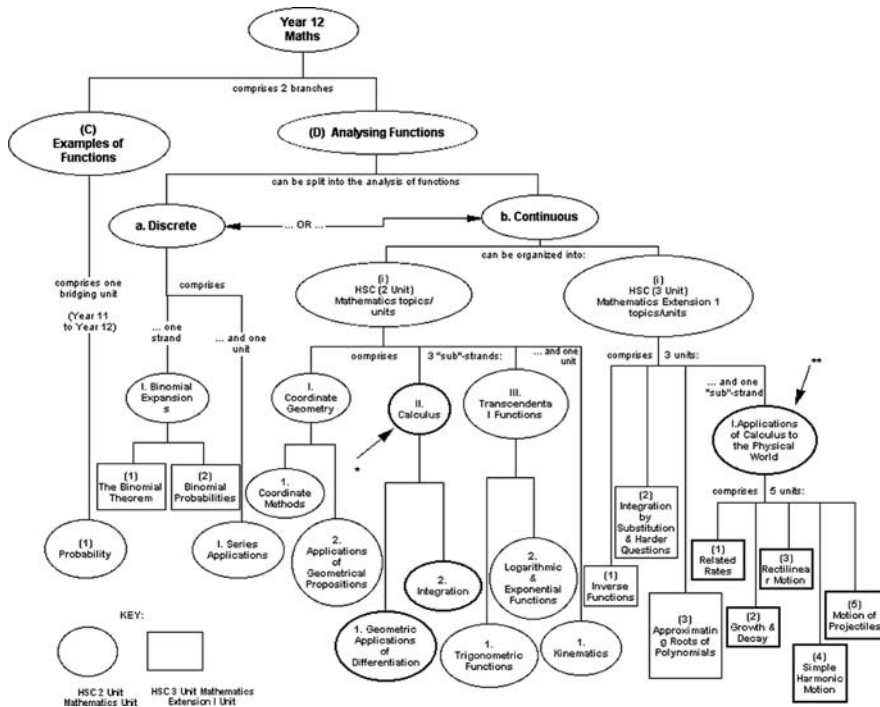 Year 12
Maths
comprises 2 branches
(C)
Examples of
Functions
(D) Analysing Functions
can be split into the analysis of functions
a. Discrete
... OR ...
b. Continuous
can be organized into:
comprises one
bridging unit
(Year 11
to Year 12)
comprises
... one
strand
... and one
unit
(i)
HSC (2 Unit)
Mathematics topics/
units
(i)
HSC (3 Unit)
Mathematics Extension 1
topics/units
comprises
3 "sub"-strands:
... and one
unit
comprises
3 units:
... and one
"sub"-strand
**
I. Binomial
Expansion
s
I.
Coordinate
Geometry
II.
Calculus
*
III.
Transcendenta
l Functions
I.Applications
of Calculus to
the Physical
World
(1)
The Binomial
Theorem
(2)
Binomial
Probabilities
1.
Coordinate
Methods
comprises
5 units:
(1)
Probability
I. Series
Applications
2.
Applications
of
Geometrical
Propositions
2.
Integration
2.
Logarithmic
&
Exponential
Functions
(2)
Integration
by
Substitution
& Harder
Questions
(1)
Inverse
Functions
(1)
Related
Rates
(3)
Rectilinea
r Motion
1. Geometric
Applications
of
Differentiation
1.
Trigonometric
Functions
1.
Kinematics
(3)
Approximatin
g Roots of
Polynomials
(2)
Growth &
Decay
(5)
Motion of
Projectiles
(4)
Simple
Harmonic
Motion
KEY:
HSC 2 Unit
Mathematics Unit
HSC 3 Unit Mathematics
Extension I Unit